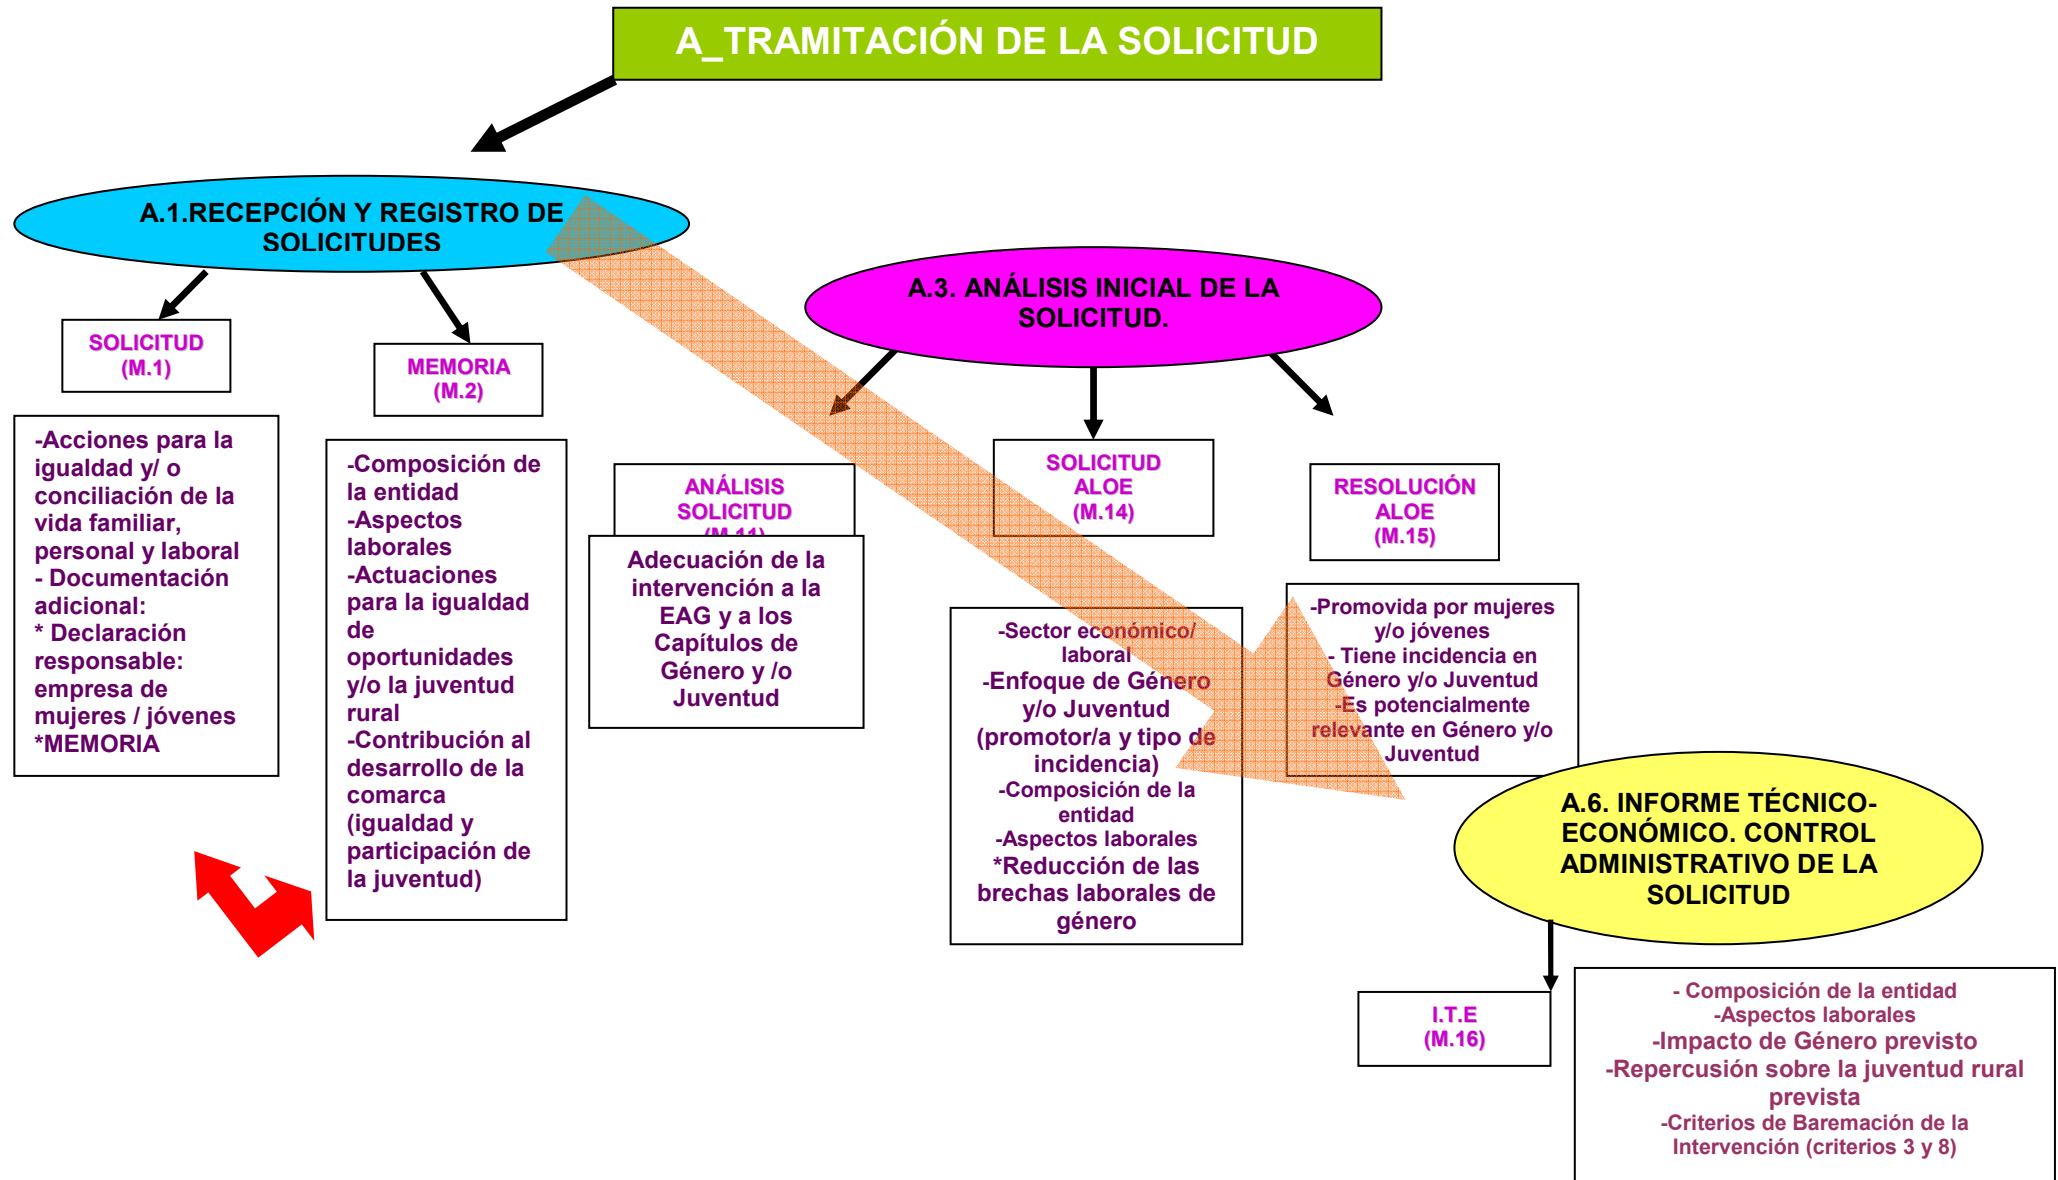 A_TRAMITACIÓN DE LA SOLICITUD
A.1.RECEPCIÓN Y REGISTRO DE
SOLICITUDES
SOLICITUD
(M.1)
MEMORIA
(M.2)
-Acciones para la
igualdad y/ o
conciliación de la
vida familiar,
personal y laboral
- Documentación
adicional:
* Declaración
responsable:
empresa de
mujeres / jóvenes
*MEMORIA
-Composición de
la entidad
-Aspectos
laborales
-Actuaciones
para la igualdad
de
oportunidades
y/o la juventud
rural
-Contribución al
desarrollo de la
comarca
(igualdad y
participación de
la juventud)
A.3. ANÁLISIS INICIAL DE LA
SOLICITUD.
ANÁLISIS
SOLICITUD
(M.11)
Adecuación de la
intervención a la
EAG y a los
Capítulos de
Género y /o
Juventud
SOLICITUD
ALOE
(M.14)
-Sector económico/
laboral
-Enfoque de Género
y/o Juventud
(promotor/a y tipo de
incidencia)
-Composición de la
entidad
-Aspectos laborales
*Reducción de las
brechas laborales de
género
RESOLUCIÓN
ALOE
(M.15)
-Promovida por mujeres
y/o jóvenes
- Tiene incidencia en
Género y/o Juventud
-Es potencialmente
relevante en Género y/o
Juventud
A.6. INFORME TÉCNICO-
ECONÓMICO. CONTROL
ADMINISTRATIVO DE LA
SOLICITUD
I.T.E
(M.16)
- Composición de la entidad
-Aspectos laborales
-Impacto de Género previsto
-Repercusión sobre la juventud rural
prevista
-Criterios de Baremación de la
Intervención (criterios 3 y 8)